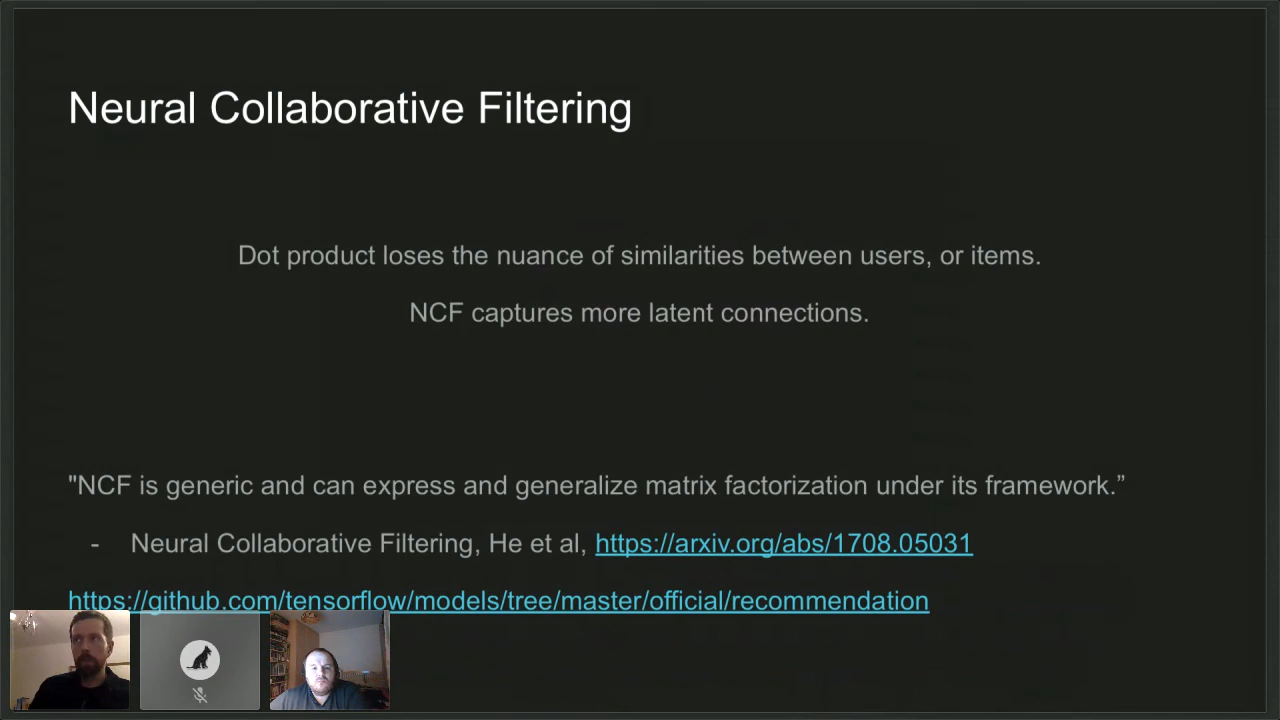 Neural Collaborative Filtering
Dot product loses the nuance of similarities between users, or items.
NCF captures more latent connections.
"NCF is generic and can express and generalize matrix factorization under its framework.”
- Neural Collaborative Filtering, He et al, https://arxiv.org/abs/1708.05031
https://github.com/tensorflow/models/tree/master/official/recommendation